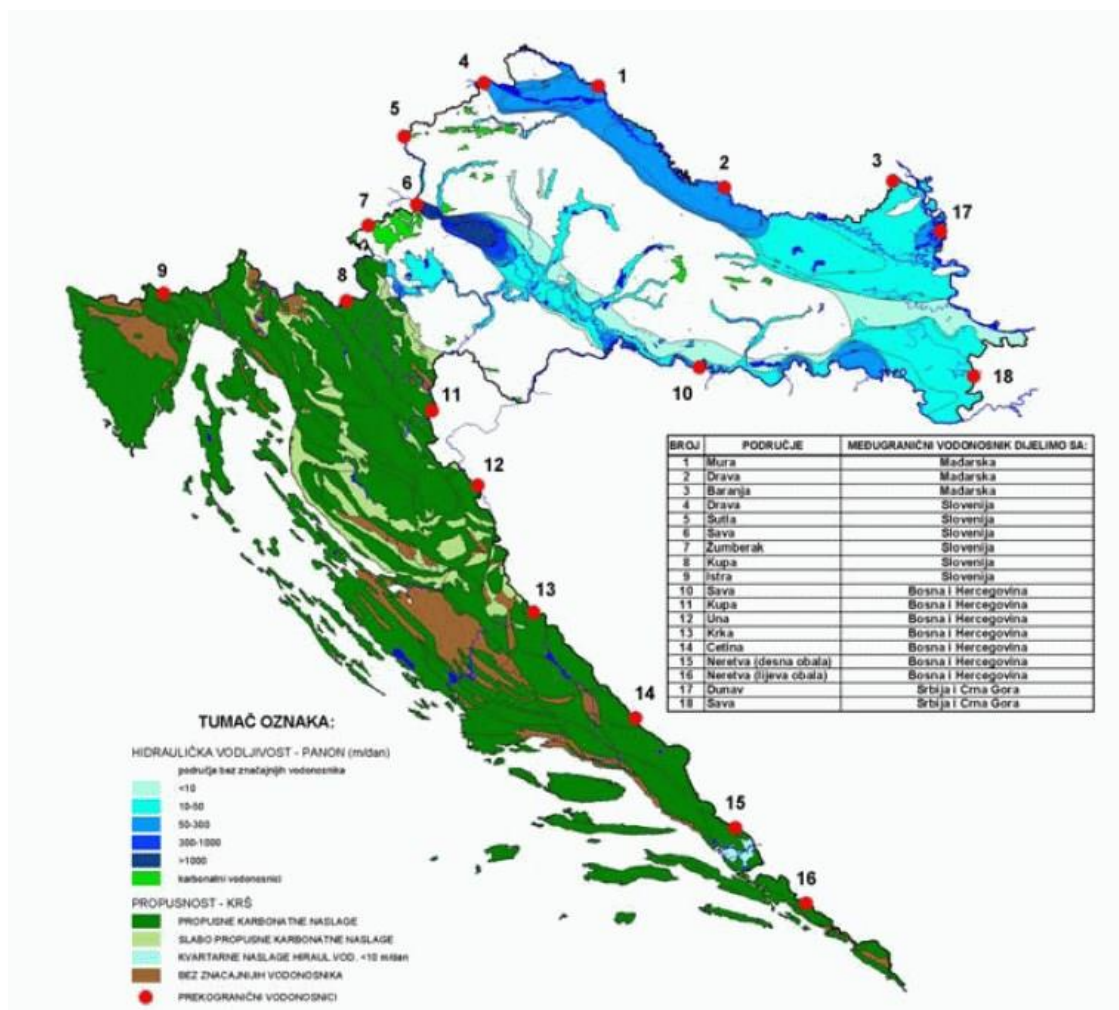 4
1
5
2
3
6
17
7
9
8
10
18
11
12
BROJ PODRUČJE MEĐUGRANIČNI VODONOSNIK DIJELIMO SA:
1 Mura Mađarska
2 Drava Mađarska
3 Baranja Mađarska
4 Drava Slovenija
5 Sutla Slovenija
6 Sava Slovenija
7 Žumberak Slovenija
8 Kupa Slovenija
9 Istra Slovenija
10 Sava Bosna i Hercegovina
11 Kupa Bosna i Hercegovina
12 Una Bosna i Hercegovina
13 Krka Bosna i Hercegovina
14 Cetina Bosna i Hercegovina
15 Neretva (desna obala) Bosna i Hercegovina
16 Neretva (lijeva obala) Bosna i Hercegovina
17 Dunav Srbija i Crna Gora
18 Sava Srbija i Crna Gora
13
14
15
16
TUMAČ OZNAKA:
HIDRAULIČKA VODLJIVOST - PANON (m/dan)
područja bez značajnijih vodonosnika
<10
10-50
50-300
300-1000
>1000
karbonatni vodonosnici
PROPUSNOST - KRŠ
PROPUSNE KARBONATNE NASLAGE
SLABO PROPUSNE KARBONATNE NASLAGE
KVARTARNE NASLAGE HIRAUL.VOD. <10 m/dan
BEZ ZNAČAJNIJIH VODONOSNIKA
PREKOGRANIČNI VODONOSNICI